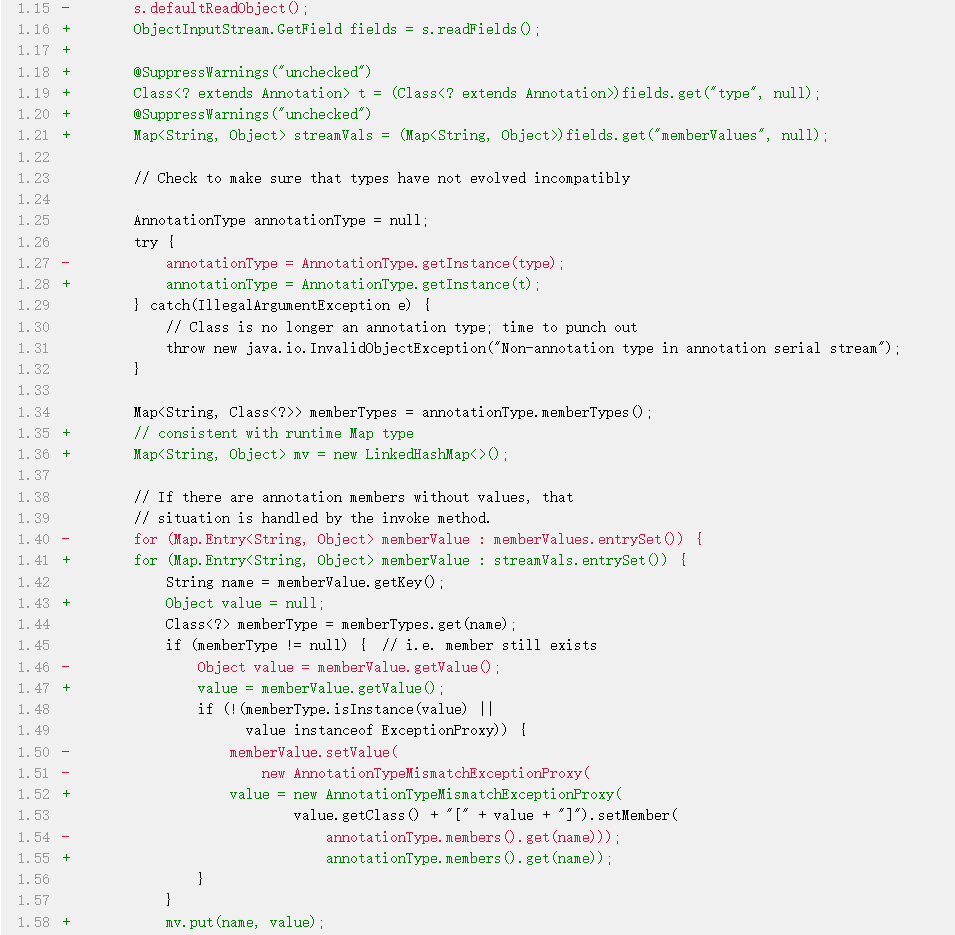 1.15 -        s.defaultReadObject();
1.16 +        ObjectInputStream.GetField fields = s.readFields();
1.17 +
1.18 +        @SuppressWarnings("unchecked")
1.19 +        Class<? extends Annotation> t = (Class<? extends Annotation>)fields.get("type", null);
1.20 +        @SuppressWarnings("unchecked")
1.21 +        Map<String, Object> streamVals = (Map<String, Object>)fields.get("memberValues", null);
1.22
1.23          // Check to make sure that types have not evolved incompatibly
1.24
1.25          AnnotationType annotationType = null;
1.26          try {
1.27 -            annotationType = AnnotationType.getInstance(type);
1.28 +            annotationType = AnnotationType.getInstance(t);
1.29          } catch(IllegalArgumentException e) {
1.30              // Class is no longer an annotation type; time to punch out
1.31              throw new java.io.InvalidObjectException("Non-annotation type in annotation serial stream");
1.32          }
1.33
1.34          Map<String, Class<?>> memberTypes = annotationType.memberTypes();
1.35 +        // consistent with runtime Map type
1.36 +        Map<String, Object> mv = new LinkedHashMap<>();
1.37
1.38          // If there are annotation members without values, that
1.39          // situation is handled by the invoke method.
1.40 -        for (Map.Entry<String, Object> memberValue : memberValues.entrySet()) {
1.41 +        for (Map.Entry<String, Object> memberValue : streamVals.entrySet()) {
1.42              String name = memberValue.getKey();
1.43 +            Object value = null;
1.44              Class<?> memberType = memberTypes.get(name);
1.45              if (memberType != null) {  // i.e. member still exists
1.46 -                Object value = memberValue.getValue();
1.47 +                value = memberValue.getValue();
1.48                  if (!(memberType.isInstance(value) ||
1.49                        value instanceof ExceptionProxy)) {
1.50 -                    memberValue.setValue(
1.51 -                        new AnnotationTypeMismatchExceptionProxy(
1.52 +                    value = new AnnotationTypeMismatchExceptionProxy(
1.53                              value.getClass() + "[" + value + "]").setMember(
1.54 -                                annotationType.members().get(name)));
1.55 +                                annotationType.members().get(name));
1.56                  }
1.57              }
1.58 +            mv.put(name, value);